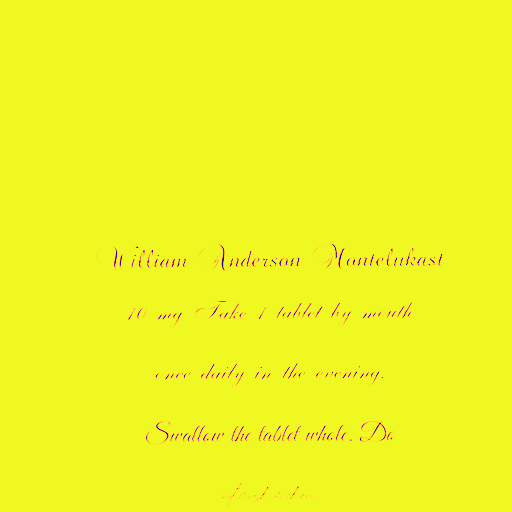 William Anderson Montelukast
10 mg Take 1 tablet by mouth
once daily in the evening.
Swallow the tablet whole. Do